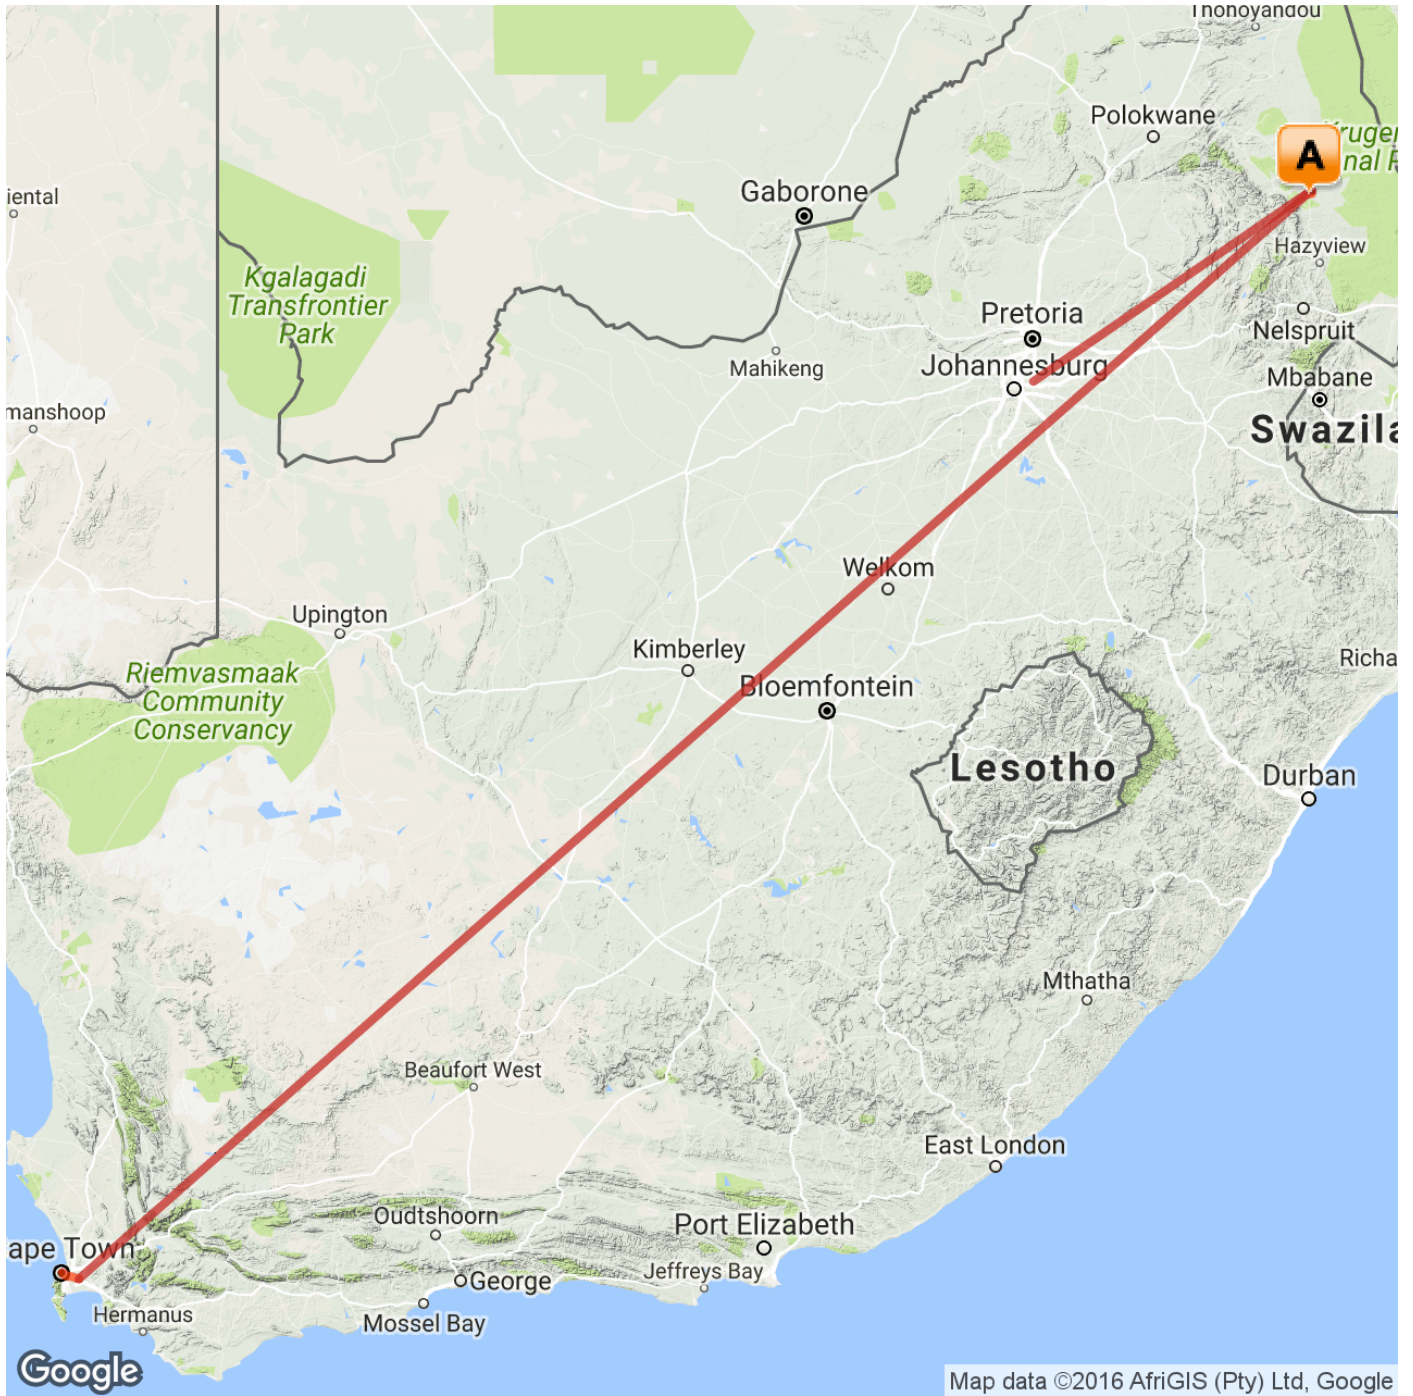 Thohoyandou
Polokwane
Kruger
nal P
A
iental
Gaborone
Kgalagadi
Transfrontier
Park
Hazyview
Pretoria
Nelspruit
Mahikeng
Johannesburg
Mbabane
manshoop
Swazila
Welkom
Upington
Kimberley
Richa
Riemvasmaak
Community
Conservancy
Bloemfontein
Lesotho
Durban
Mthatha
Beaufort West
East London
Oudtshoorn
Port Elizabeth
ape Town
Jeffreys Bay
George
Hermanus
Mossel Bay
Google
Map data ©2016 AfriGIS (Pty) Ltd, Google